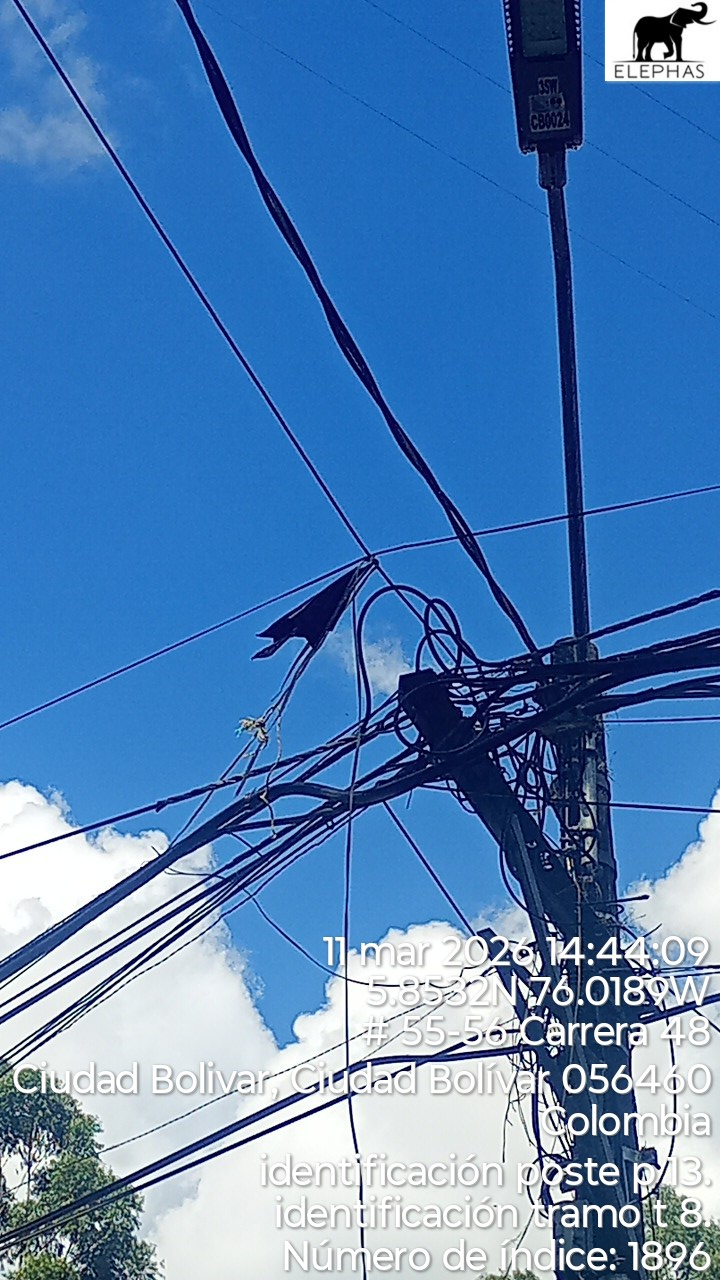 ELEPHAS
35W
CB0024
11 mar 2026 14:44:09
5.8532N 76.0189W
# 55-56 Carrera 48
Ciudad Bolivar, Ciudad Bolívar 056460
Colombia
identificación poste p 13.
identificación tramo t 8.
Número de índice: 1896